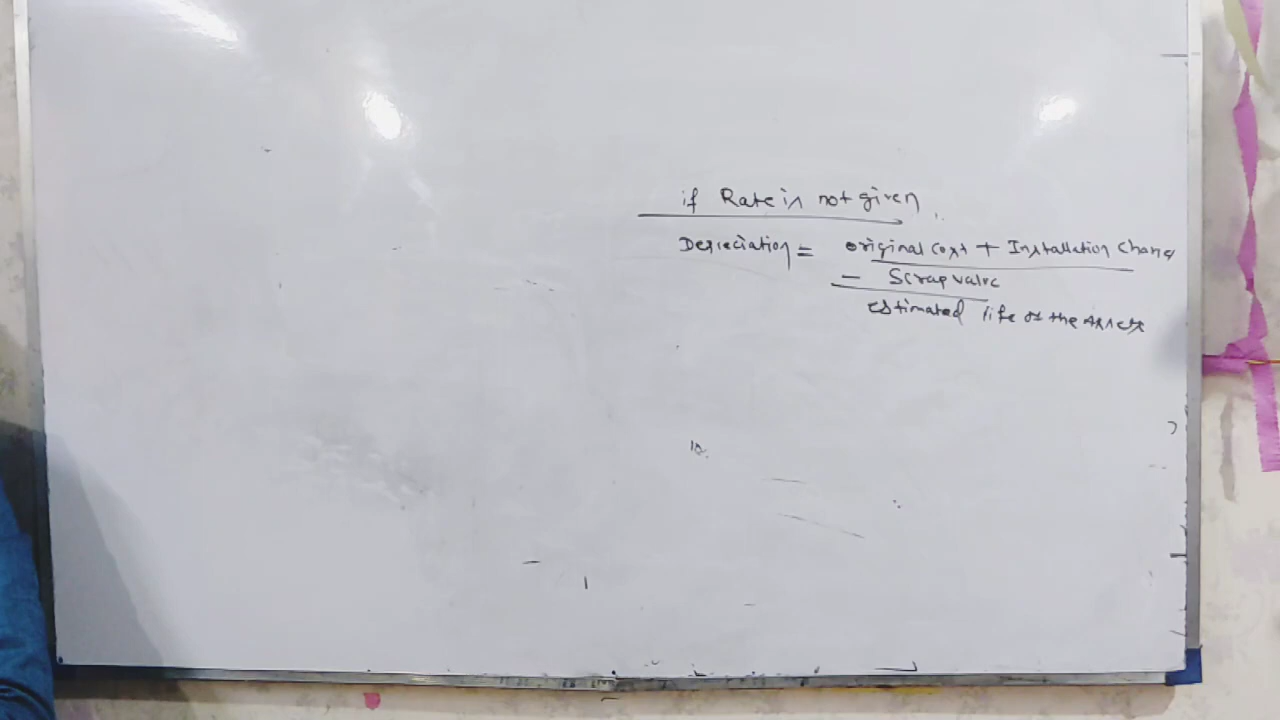 if Rate is not given
Depreciation = original cost + Installation Charge
- Scrap value
estimated life of the Assets